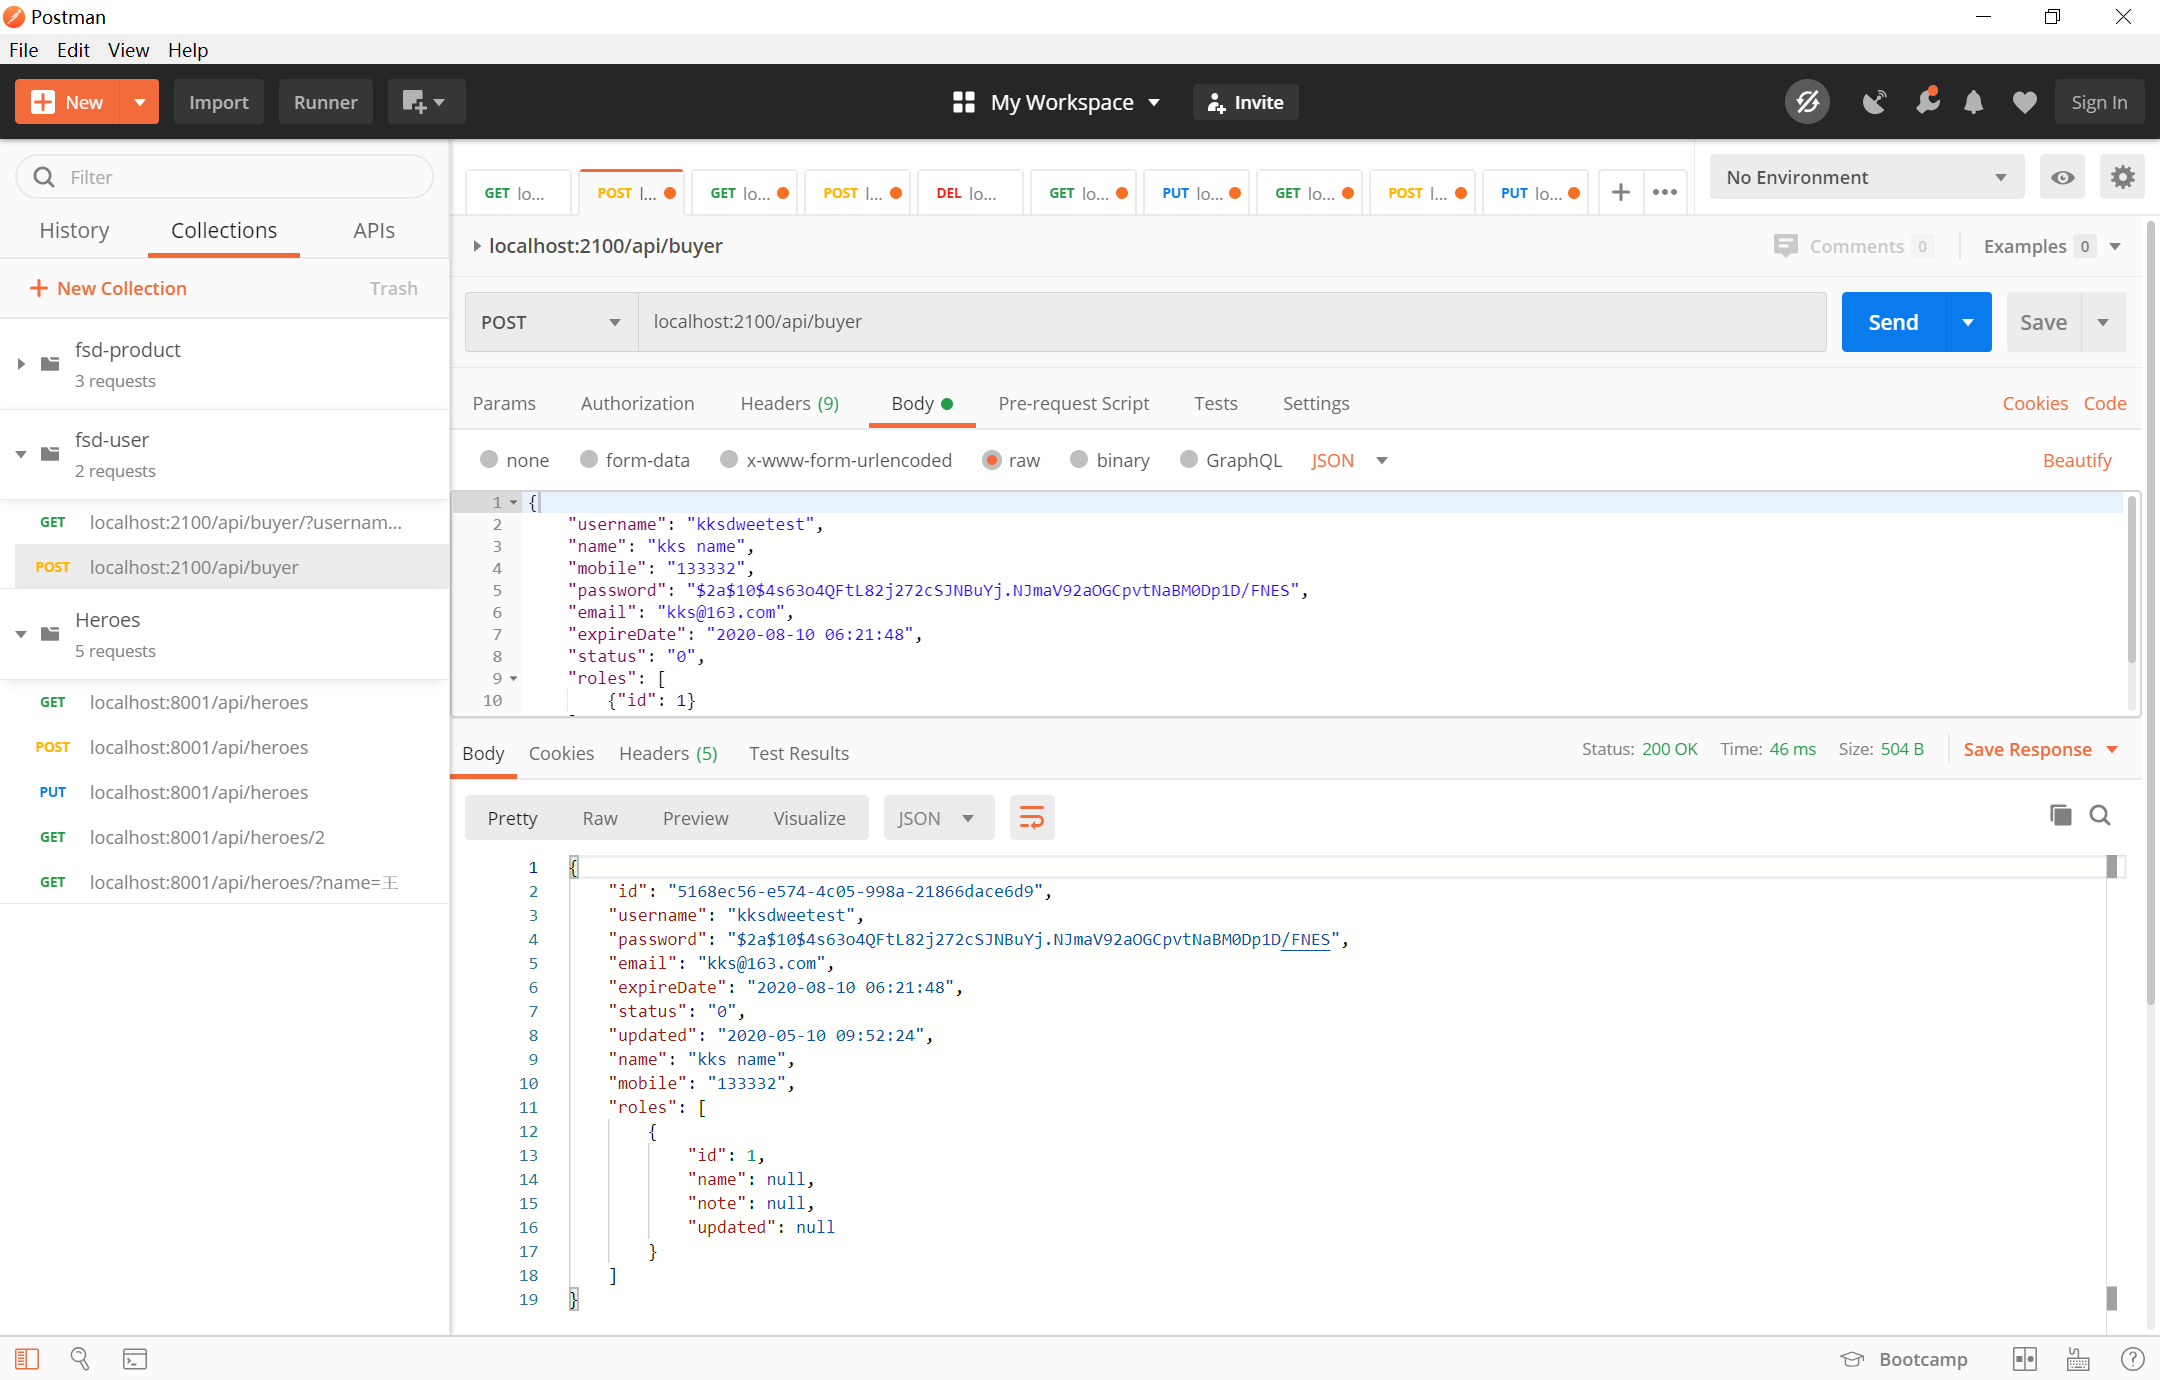 Postman
File Edit View Help
New Import Runner My Workspace Invite Sign In
Filter
History Collections APIs
New Collection Trash
fsd-product
3 requests
fsd-user
2 requests
GET localhost:2100/api/buyer/?usernam...
POST localhost:2100/api/buyer
Heroes
5 requests
GET localhost:8001/api/heroes
POST localhost:8001/api/heroes
PUT localhost:8001/api/heroes
GET localhost:8001/api/heroes/2
GET localhost:8001/api/heroes/?name=王
GET lo... POST l... GET lo... POST l... DEL lo... GET lo... PUT lo... GET lo... POST l... PUT lo... No Environment
localhost:2100/api/buyer Comments 0 Examples 0
POST localhost:2100/api/buyer Send Save
Params Authorization Headers (9) Body Pre-request Script Tests Settings Cookies Code
none form-data x-www-form-urlencoded raw binary GraphQL JSON Beautify
1 {
2 "username": "kksdweetest",
3 "name": "kks name",
4 "mobile": "133332",
5 "password": "$2a$10$4s63o4QFtL82j272cSJNBuYj.NJmaV92aOGCpvtNaBM0Dp1D/FNES",
6 "email": "kks@163.com",
7 "expireDate": "2020-08-10 06:21:48",
8 "status": "0",
9 "roles": [
10 {"id": 1}
Body Cookies Headers (5) Test Results Status: 200 OK Time: 46 ms Size: 504 B Save Response
Pretty Raw Preview Visualize JSON
1 {
2 "id": "5168ec56-e574-4c05-998a-21866dace6d9",
3 "username": "kksdweetest",
4 "password": "$2a$10$4s63o4QFtL82j272cSJNBuYj.NJmaV92aOGCpvtNaBM0Dp1D/FNES",
5 "email": "kks@163.com",
6 "expireDate": "2020-08-10 06:21:48",
7 "status": "0",
8 "updated": "2020-05-10 09:52:24",
9 "name": "kks name",
10 "mobile": "133332",
11 "roles": [
12 {
13 "id": 1,
14 "name": null,
15 "note": null,
16 "updated": null
17 }
18 ]
19 }
Bootcamp